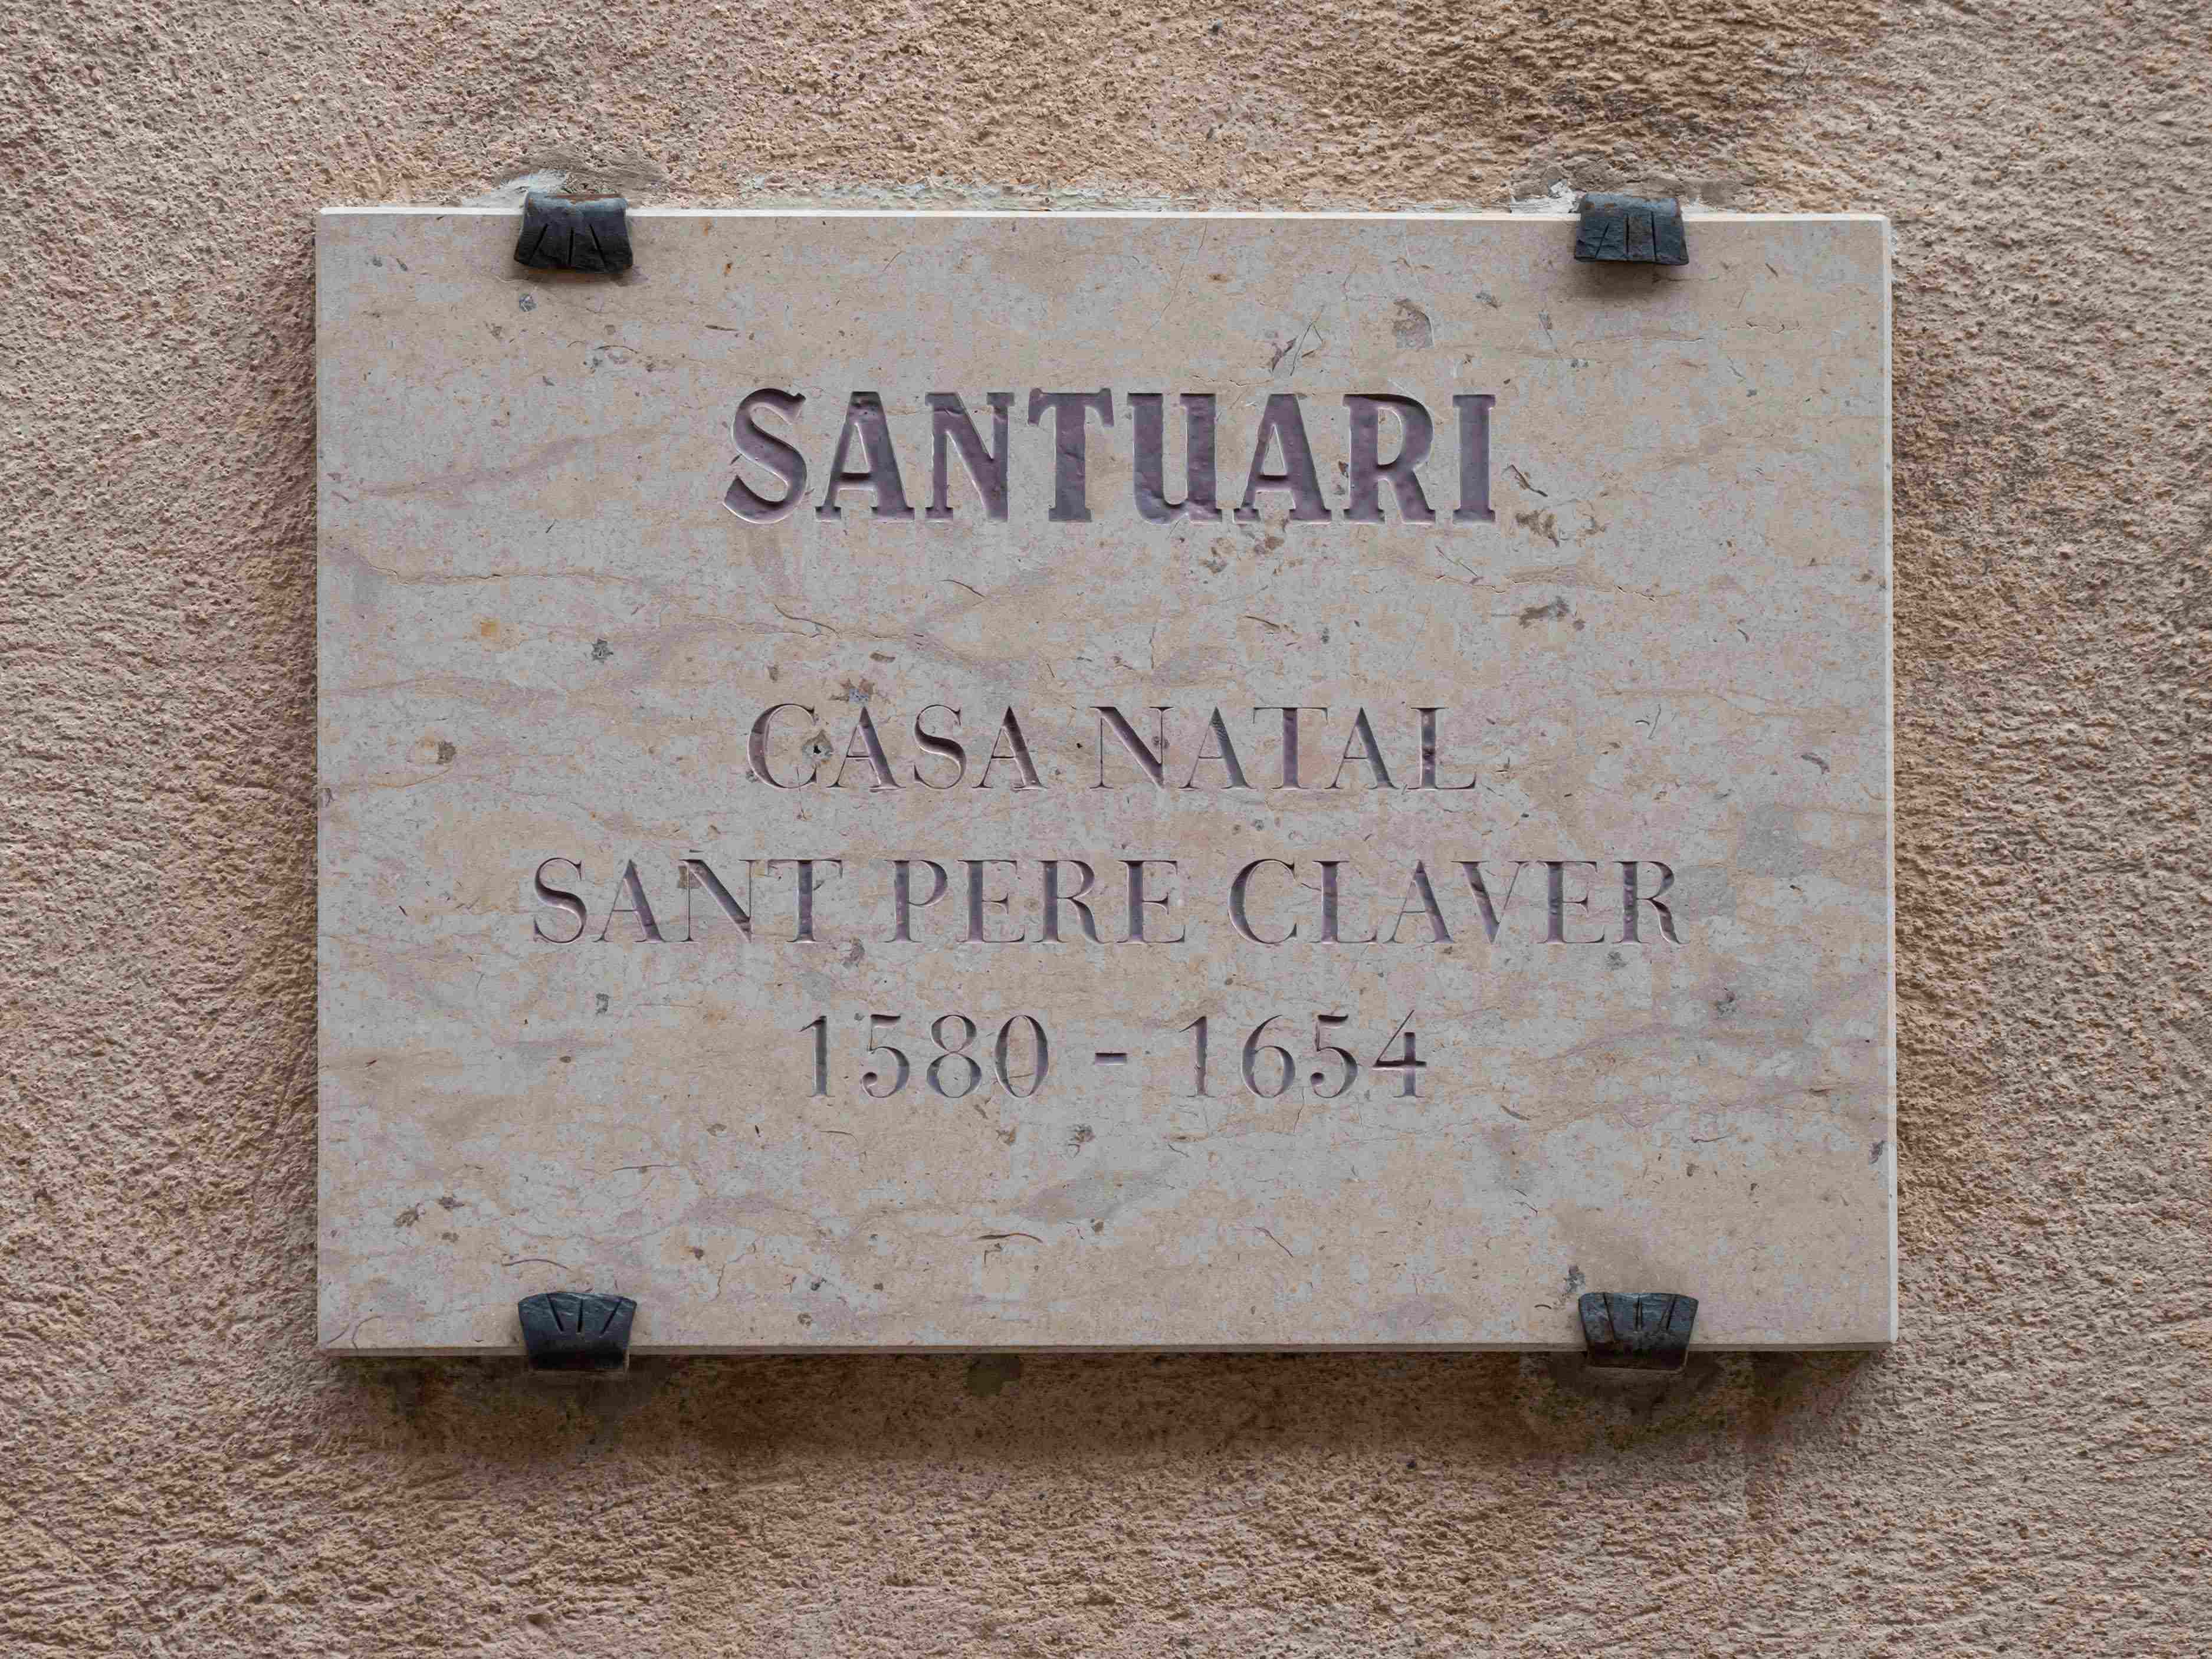 SANTUARI
CASA NATAL
SANT PERE CLAVER
1580 - 1654